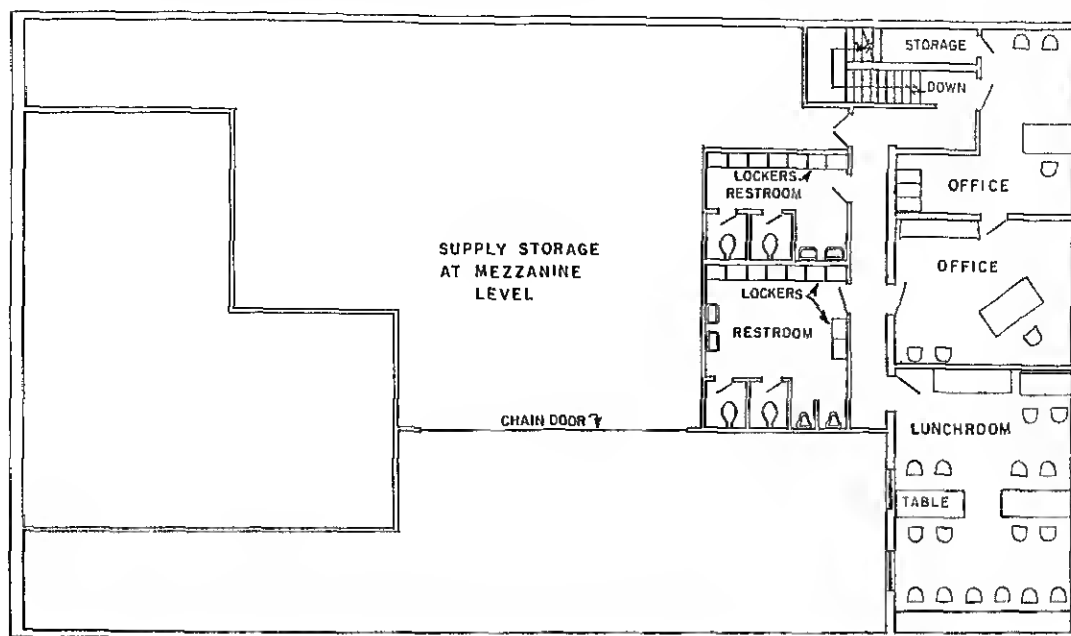 STORAGE
DOWN
LOCKERS
RESTROOM
OFFICE
SUPPLY STORAGE
AT MEZZANINE
LEVEL
OFFICE
LOCKERS
RESTROOM
CHAIN DOOR
LUNCHROOM
TABLE